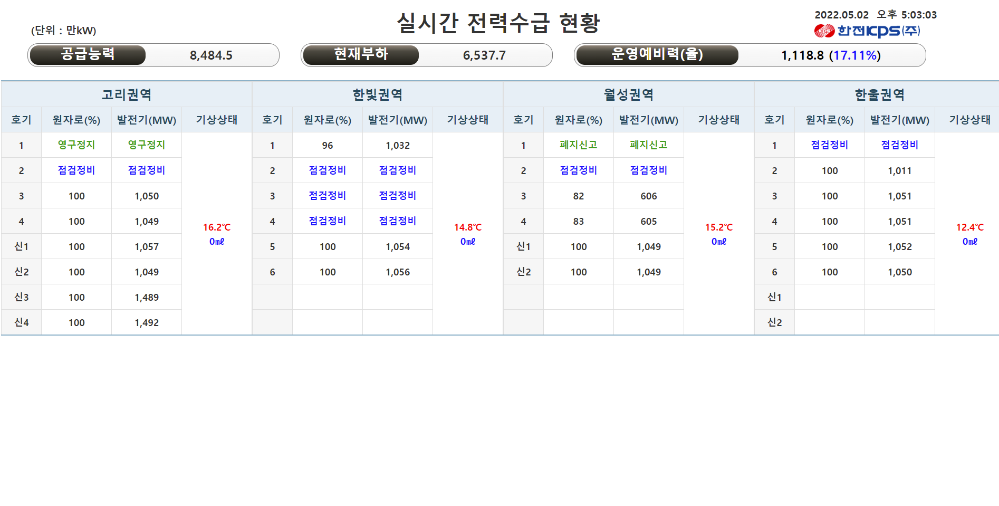 실시간 전력수급 현황
2022.05.02 오후 5:03:03
(단위 : 만kW)
KPS 한전KPS(주)
공급능력 8,484.5 현재부하 6,537.7 운영예비력(율) 1,118.8 (17.11%)
고리권역 한빛권역 월성권역 한울권역
호기 원자로(%) 발전기(MW) 기상상태 호기 원자로(%) 발전기(MW) 기상상태 호기 원자로(%) 발전기(MW) 기상상태 호기 원자로(%) 발전기(MW) 기상상태
1 영구정지 영구정지 1 96 1,032 1 폐지신고 폐지신고 1 점검정비 점검정비
2 점검정비 점검정비 2 점검정비 점검정비 2 점검정비 점검정비 2 100 1,011
3 100 1,050 3 점검정비 점검정비 3 82 606 3 100 1,051
4 100 1,049 4 점검정비 점검정비 4 83 605 4 100 1,051
16.2℃ 14.8℃ 15.2℃ 12.4℃
0㎖ 0㎖ 0㎖ 0㎖
신1 100 1,057 5 100 1,054 신1 100 1,049 5 100 1,052
신2 100 1,049 6 100 1,056 신2 100 1,049 6 100 1,050
신3 100 1,489 신1
신4 100 1,492 신2